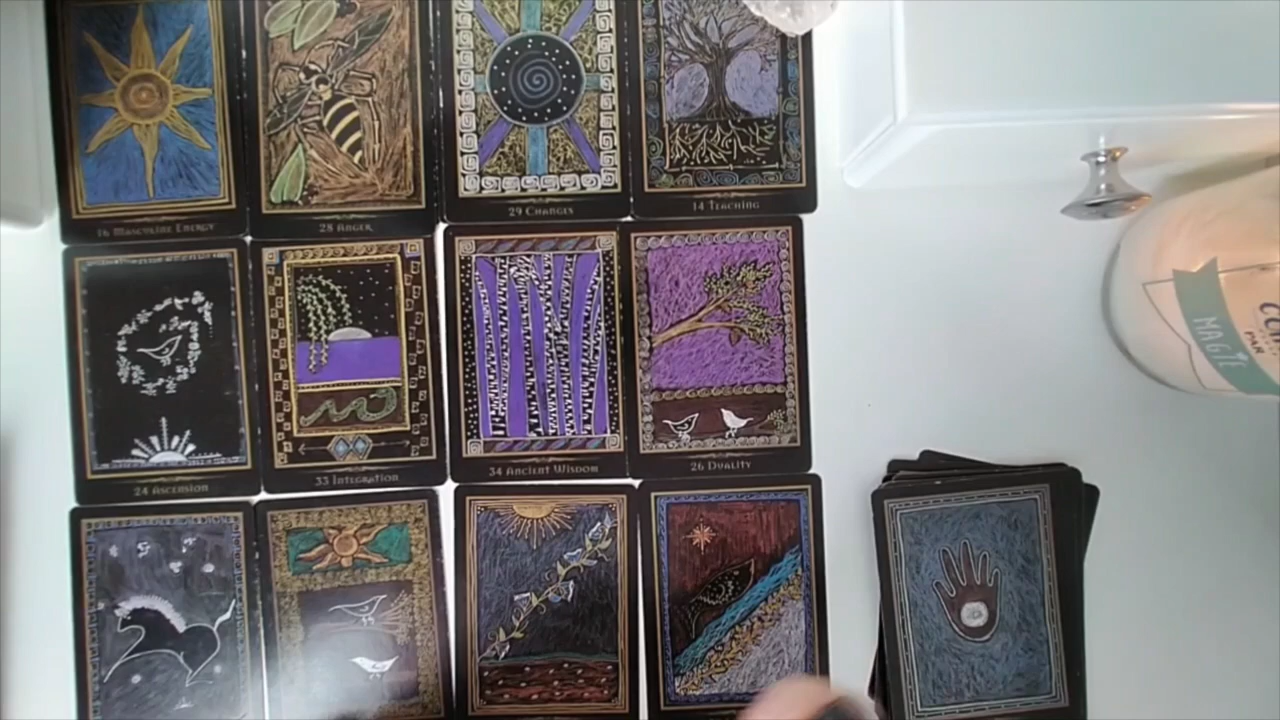 16 Masculine Energy
28 Anger
29 Changes
14 Teaching
24 Ascension
33 Integration
34 Ancient Wisdom
26 Duality
MAGIE
PAR